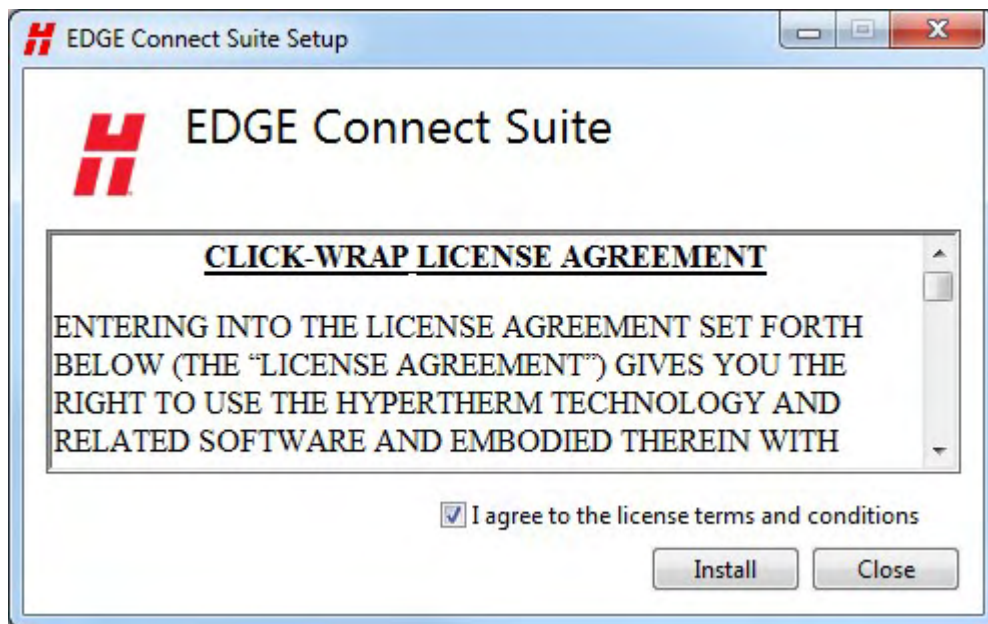 EDGE Connect Suite Setup
EDGE Connect Suite
CLICK-WRAP LICENSE AGREEMENT
ENTERING INTO THE LICENSE AGREEMENT SET FORTH
BELOW (THE “LICENSE AGREEMENT”) GIVES YOU THE
RIGHT TO USE THE HYPERTHERM TECHNOLOGY AND
RELATED SOFTWARE AND EMBODIED THEREIN WITH
I agree to the license terms and conditions
Install Close